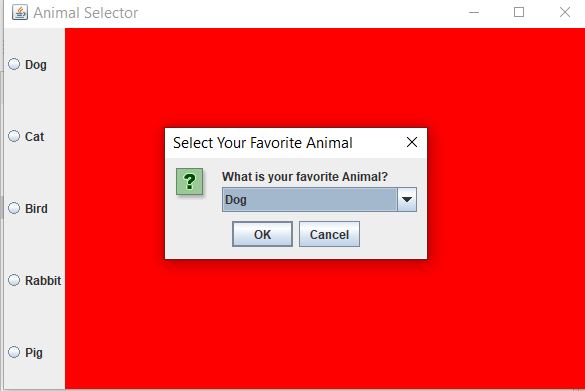 Animal Selector
Dog
Cat
Bird
Rabbit
Pig
Select Your Favorite Animal
?
What is your favorite Animal?
Dog
OK Cancel